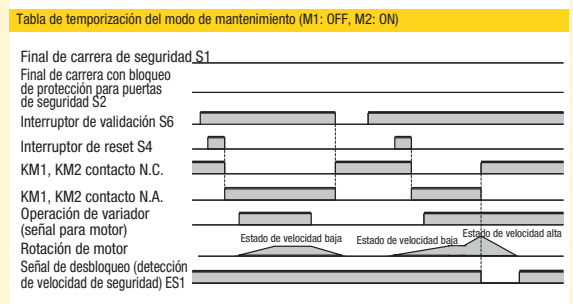 Tabla de temporización del modo de mantenimiento (M1: OFF, M2: ON)
Final de carrera de seguridad S1
Final de carrera con bloqueo
de protección para puertas
de seguridad S2
Interruptor de validación S6
Interruptor de reset S4
KM1, KM2 contacto N.C.
KM1, KM2 contacto N.A.
Operación de variador
(señal para motor)
Estado de velocidad baja
Estado de velocidad baja
Estado de velocidad alta
Rotación de motor
Señal de desbloqueo (detección
de velocidad de seguridad) ES1